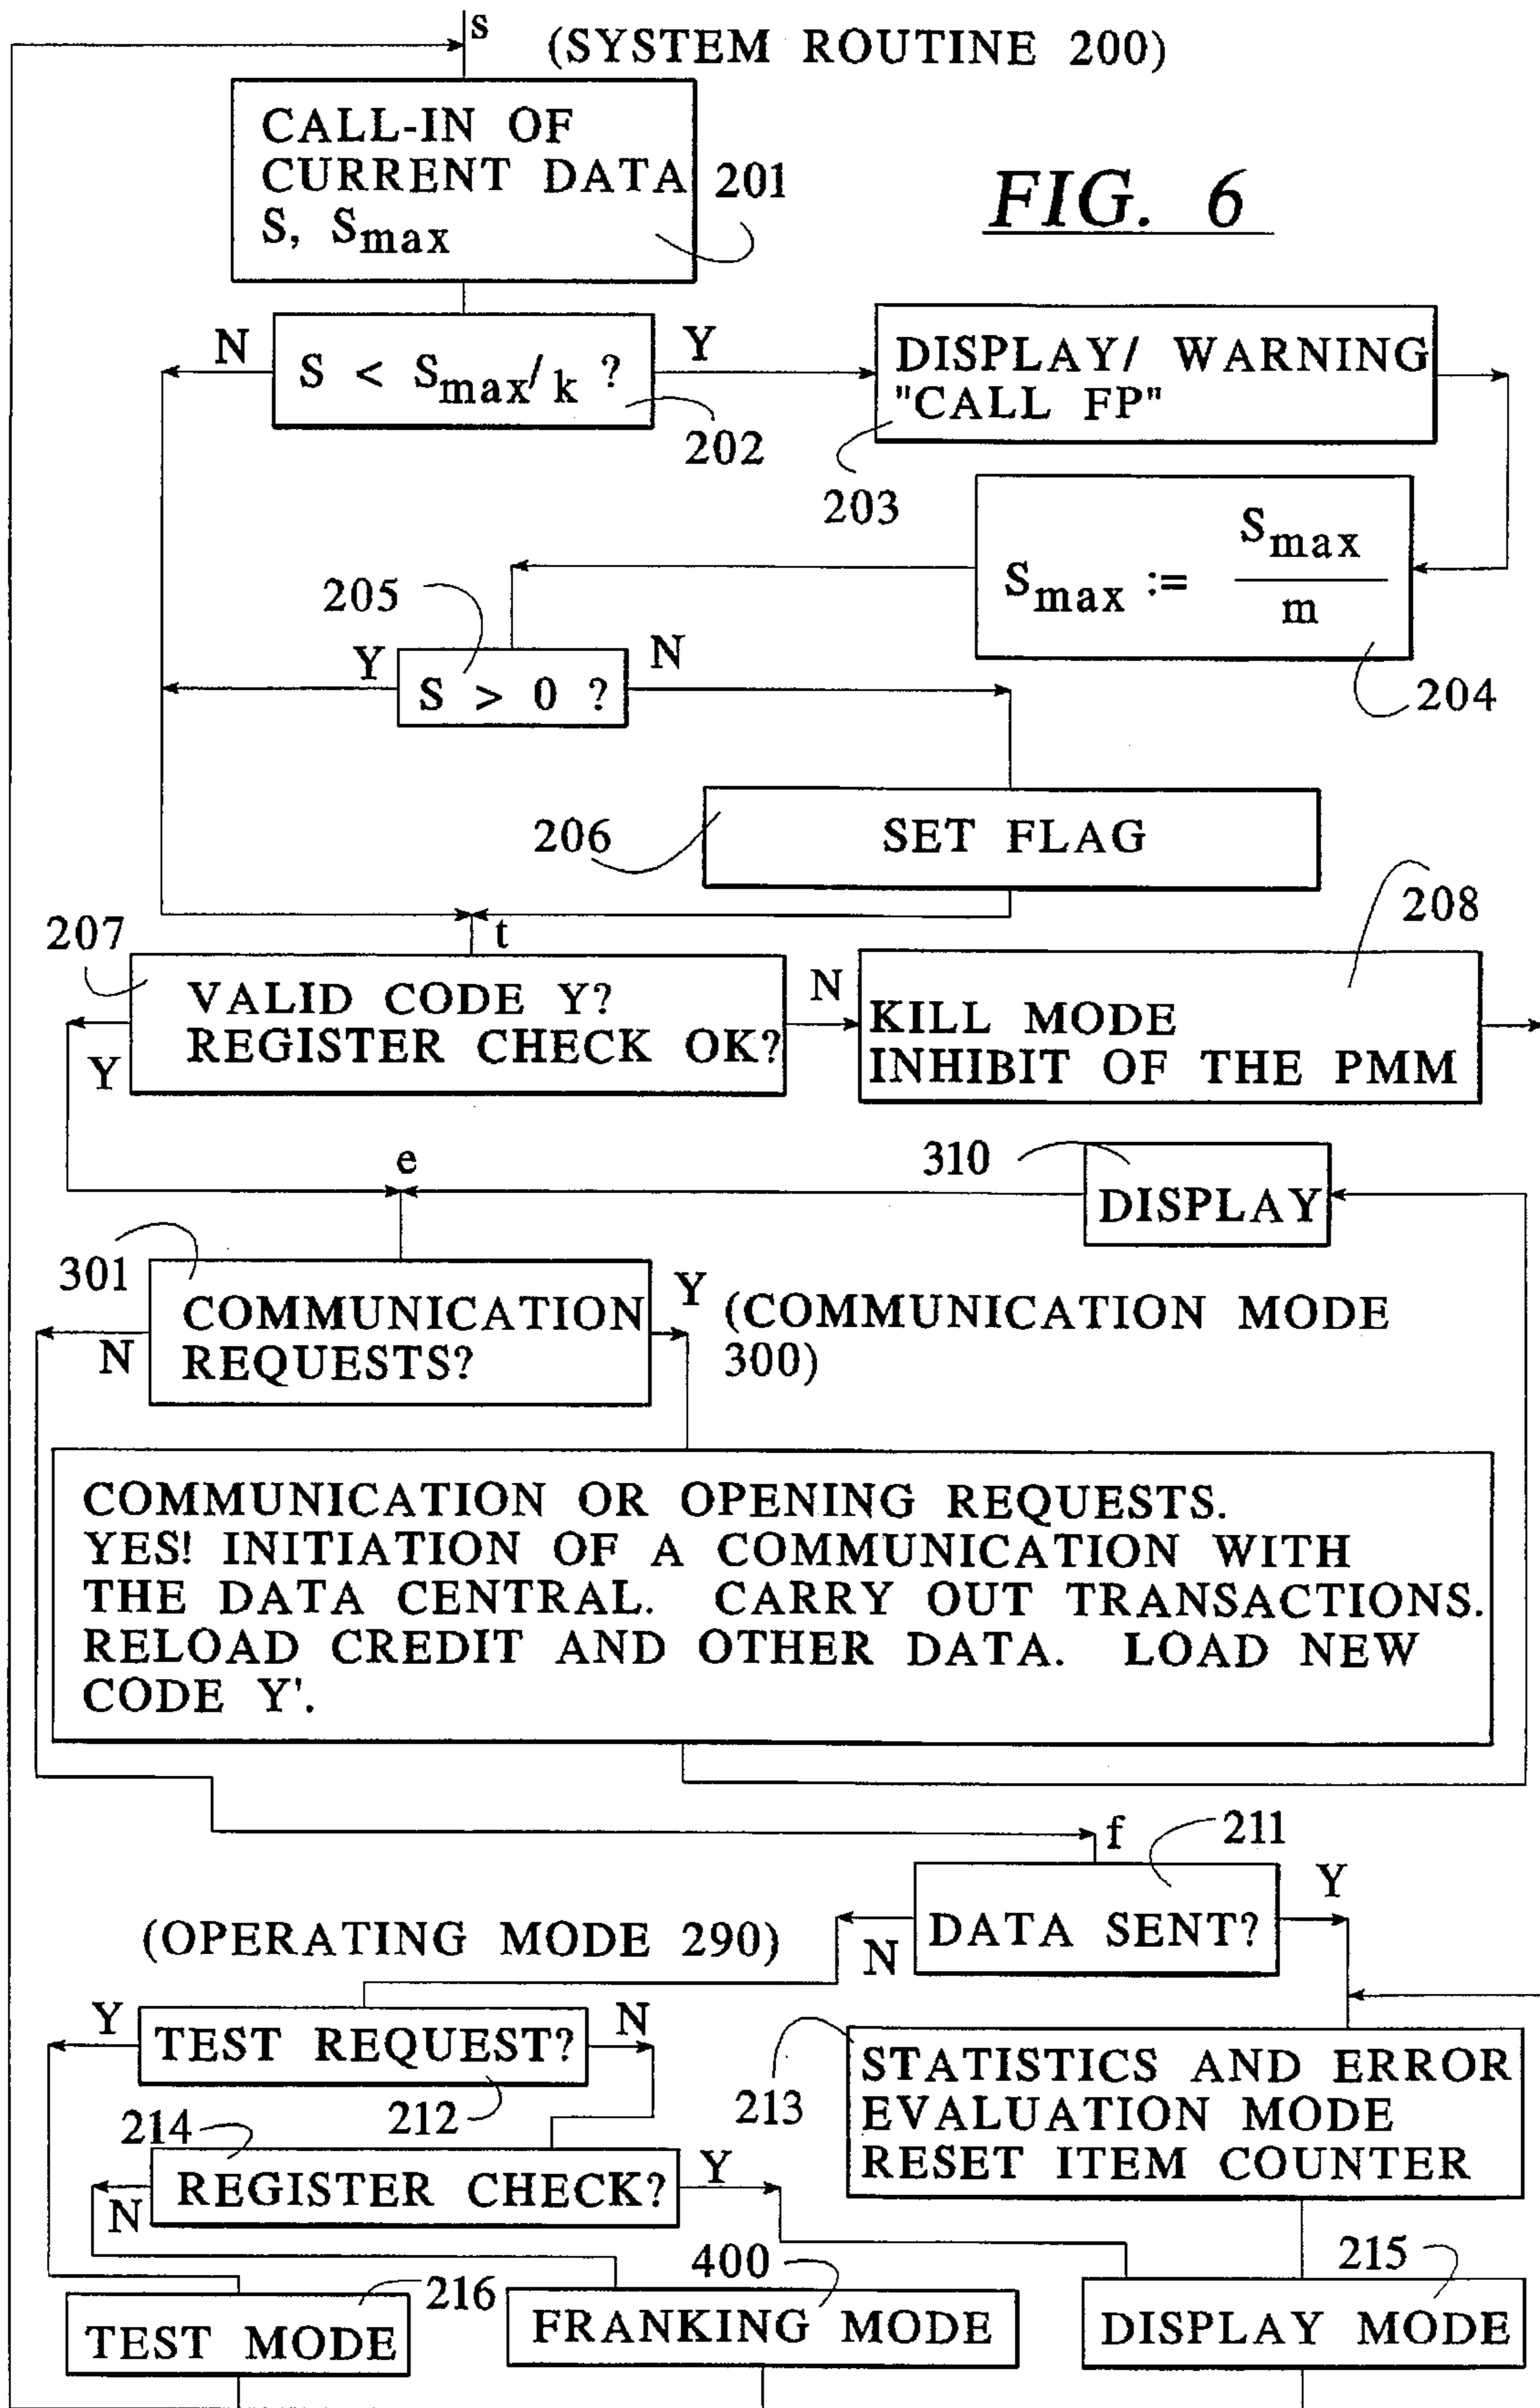 s (SYSTEM ROUTINE 200)
CALL-IN OF
CURRENT DATA
S, Smax
201
FIG. 6
N
S < Smax/k ?
Y
202
DISPLAY/ WARNING
"CALL FP"
203
Smax := Smax
m
204
205
Y
S > 0 ?
N
206
SET FLAG
t
207
VALID CODE Y?
REGISTER CHECK OK?
Y
N
208
KILL MODE
INHIBIT OF THE PMM
e
310
DISPLAY
301
COMMUNICATION
REQUESTS?
N
Y
(COMMUNICATION MODE
300)
COMMUNICATION OR OPENING REQUESTS.
YES! INITIATION OF A COMMUNICATION WITH
THE DATA CENTRAL. CARRY OUT TRANSACTIONS.
RELOAD CREDIT AND OTHER DATA. LOAD NEW
CODE Y'.
f
211
DATA SENT?
Y
N
(OPERATING MODE 290)
Y
TEST REQUEST?
N
212
213
STATISTICS AND ERROR
EVALUATION MODE
RESET ITEM COUNTER
214
REGISTER CHECK?
Y
N
216
TEST MODE
400
FRANKING MODE
215
DISPLAY MODE